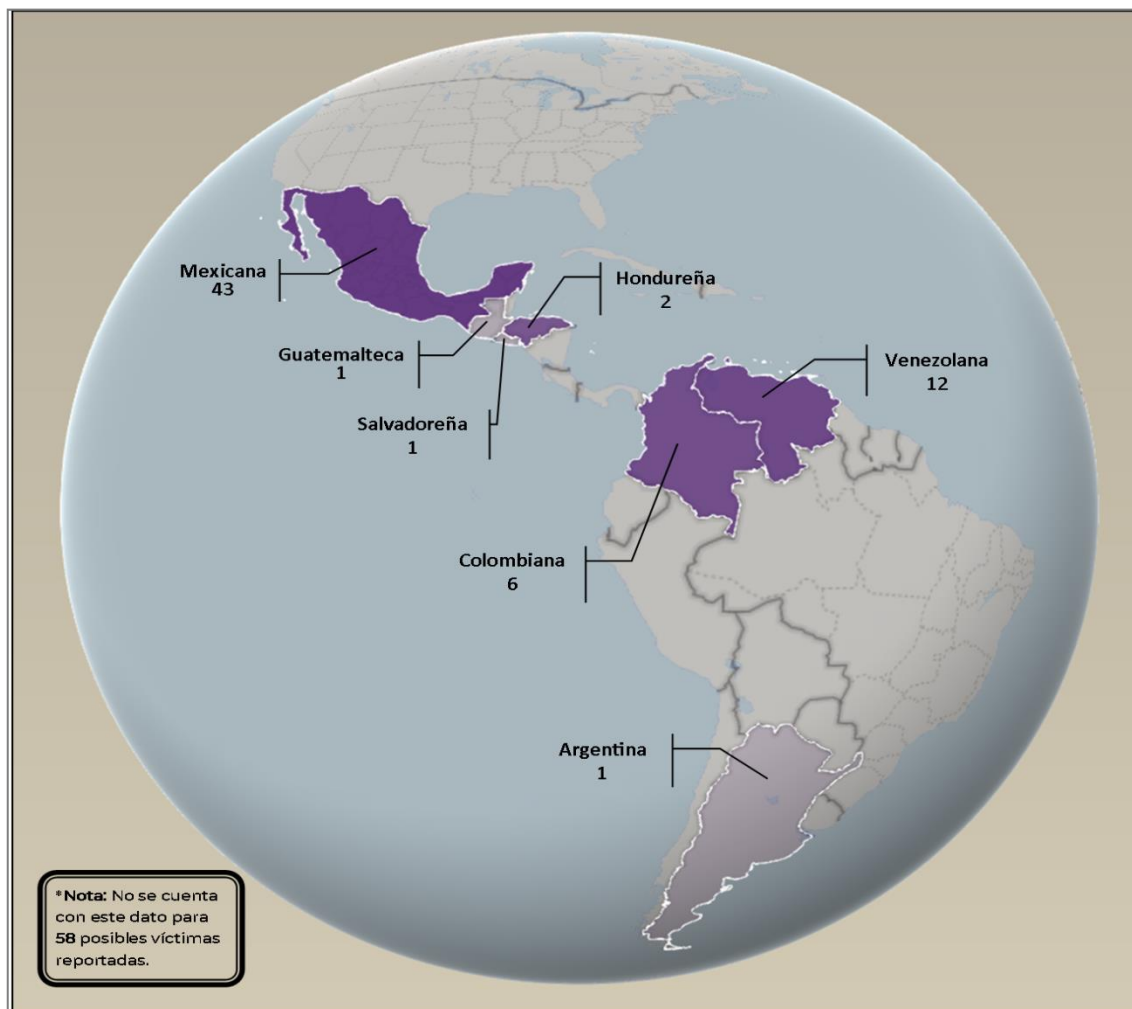 Mexicana
43
Hondureña
2
Guatemalteca
1
Venezolana
12
Salvadoreña
1
Colombiana
6
Argentina
1
*Nota: No se cuenta
con este dato para
58 posibles víctimas
reportadas.